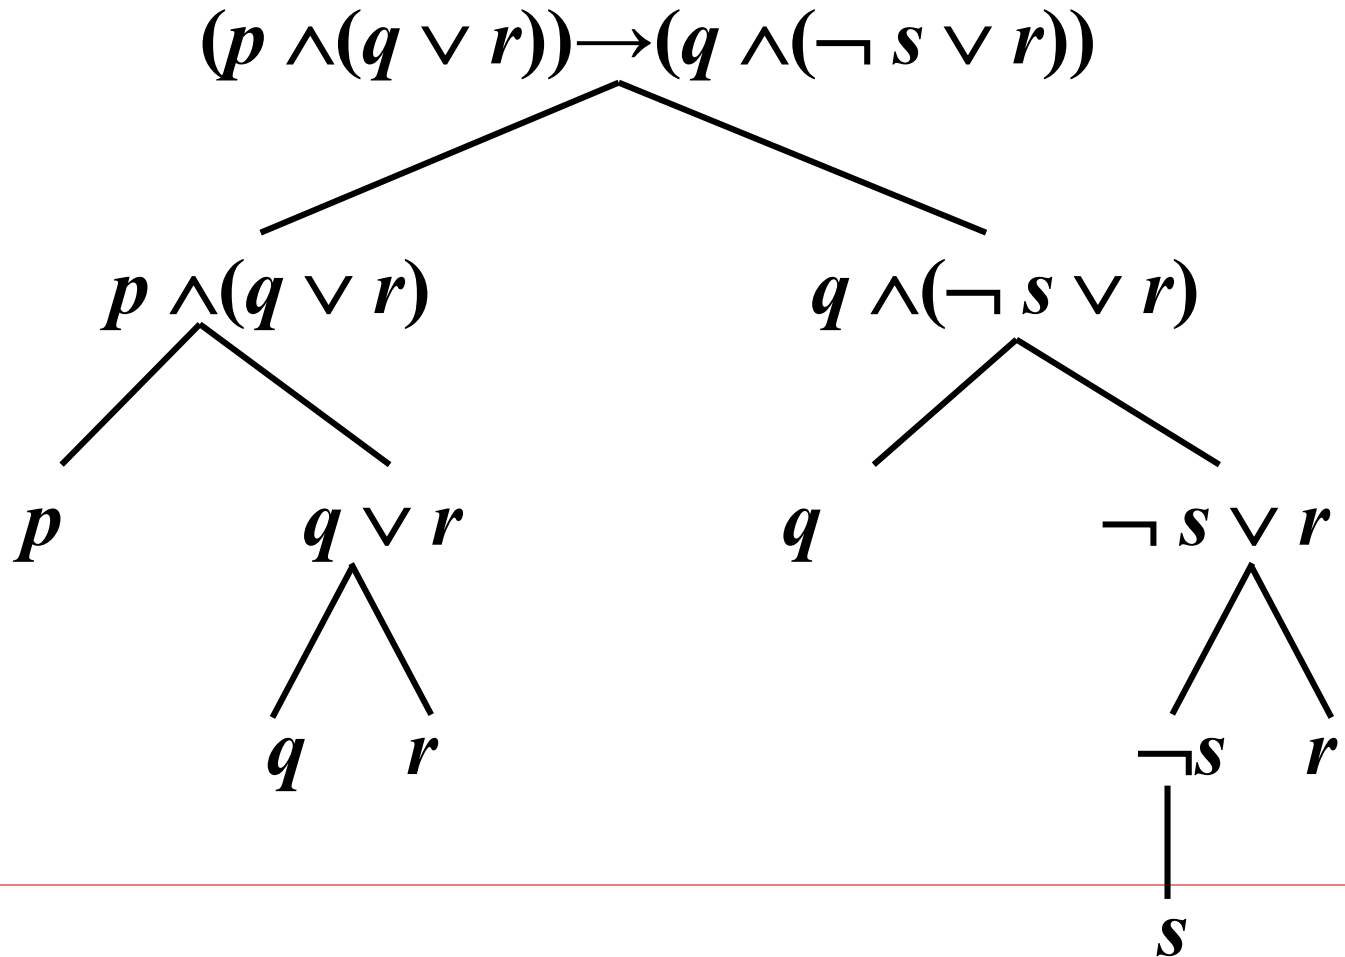 (p ∧(q ∨ r))→(q ∧(¬ s ∨ r))
p ∧(q ∨ r) q ∧(¬ s ∨ r)
p q ∨ r q ¬ s ∨ r
q r ¬s r
s